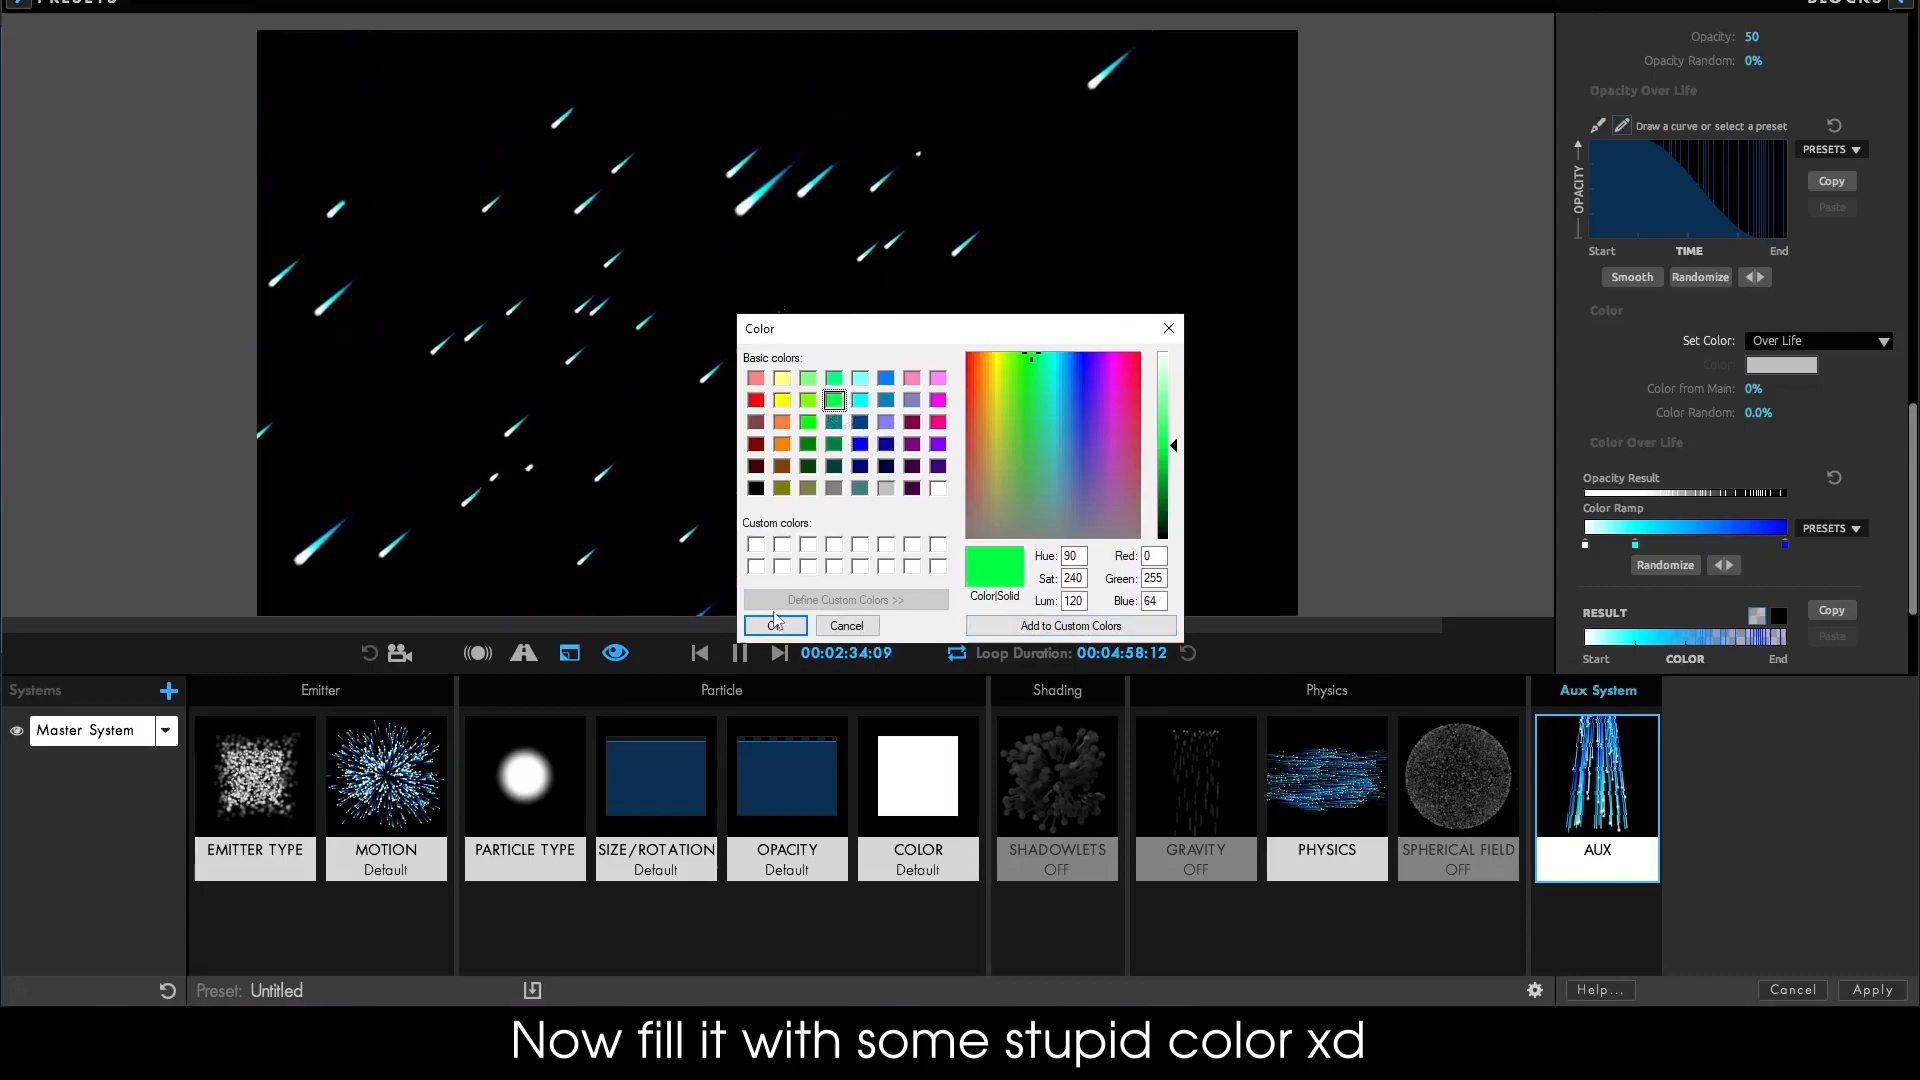 PRESETS
BLOCKS
Opacity: 50
Opacity Random: 0%
Opacity Over Life
Draw a curve or select a preset
PRESETS
OPACITY
Copy
Paste
Start TIME End
Smooth Randomize
Color
Set Color: Over Life
Color:
Color from Main: 0%
Color Random: 0.0%
Color Over Life
Opacity Result
Color Ramp
PRESETS
Randomize
RESULT
Copy
Paste
Start COLOR End
Color
Basic colors:
Custom colors:
Define Custom Colors >>
Cancel
Color|Solid
Hue: 90 Red: 0
Sat: 240 Green: 255
Lum: 120 Blue: 64
Add to Custom Colors
00:02:34:09
Loop Duration: 00:04:58:12
Systems
Emitter
Particle
Shading
Physics
Aux System
Master System
EMITTER TYPE
MOTION
Default
PARTICLE TYPE
SIZE/ROTATION
Default
OPACITY
Default
COLOR
Default
SHADOWLETS
OFF
GRAVITY
OFF
PHYSICS
SPHERICAL FIELD
OFF
AUX
Preset: Untitled
Help...
Cancel
Apply
Now fill it with some stupid color xd